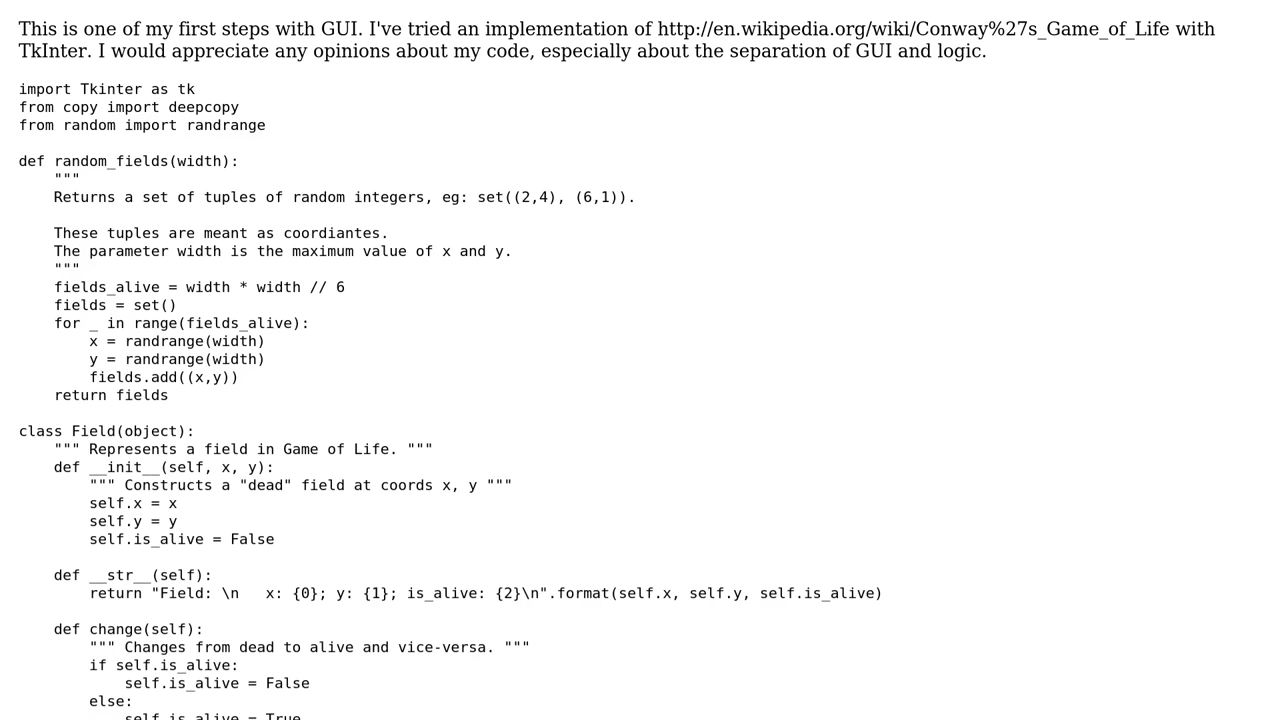 This is one of my first steps with GUI. I've tried an implementation of http://en.wikipedia.org/wiki/Conway%27s_Game_of_Life with
TkInter. I would appreciate any opinions about my code, especially about the separation of GUI and logic.
import Tkinter as tk
from copy import deepcopy
from random import randrange
def random_fields(width):
    """
    Returns a set of tuples of random integers, eg: set((2,4), (6,1)).
    These tuples are meant as coordiantes.
    The parameter width is the maximum value of x and y.
    """
    fields_alive = width * width // 6
    fields = set()
    for _ in range(fields_alive):
        x = randrange(width)
        y = randrange(width)
        fields.add((x,y))
    return fields
class Field(object):
    """ Represents a field in Game of Life. """
    def __init__(self, x, y):
        """ Constructs a "dead" field at coords x, y """
        self.x = x
        self.y = y
        self.is_alive = False
    def __str__(self):
        return "Field: \n   x: {0}; y: {1}; is_alive: {2}\n".format(self.x, self.y, self.is_alive)
    def change(self):
        """ Changes from dead to alive and vice-versa. """
        if self.is_alive:
            self.is_alive = False
        else:
            self.is_alive = True